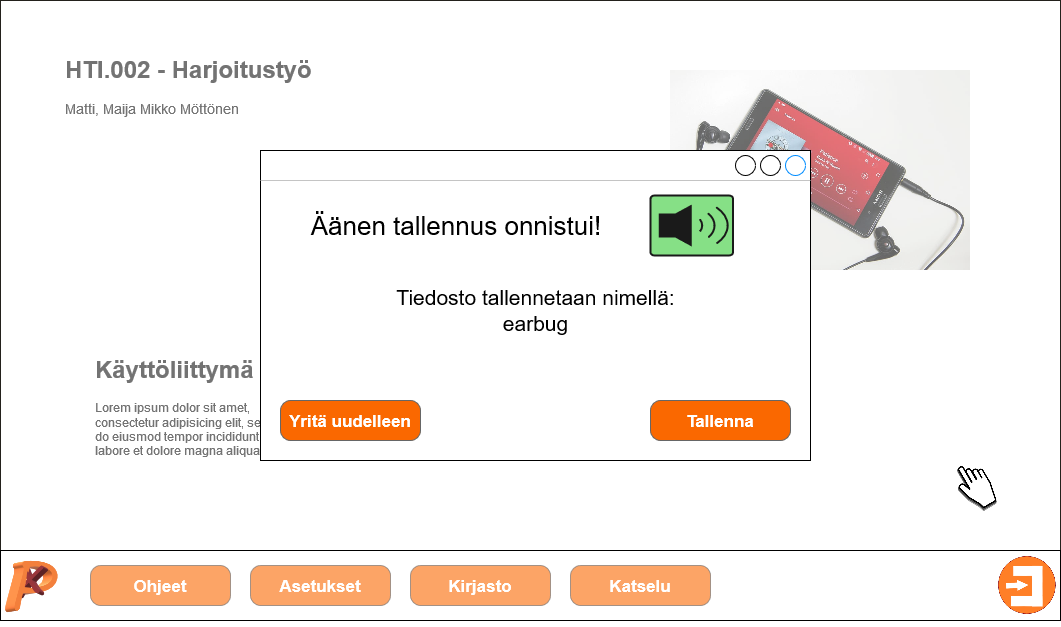 HTI.002 - Harjoitustyö
Matti, Maija Mikko Möttönen
Äänen tallennus onnistui!
Tiedosto tallennetaan nimellä:
earbug
Yritä uudelleen
Tallenna
Käyttöliittymä
Lorem ipsum dolor sit amet,
consectetur adipisicing elit, se
do eiusmod tempor incididunt
labore et dolore magna aliqua
Ohjeet
Asetukset
Kirjasto
Katselu